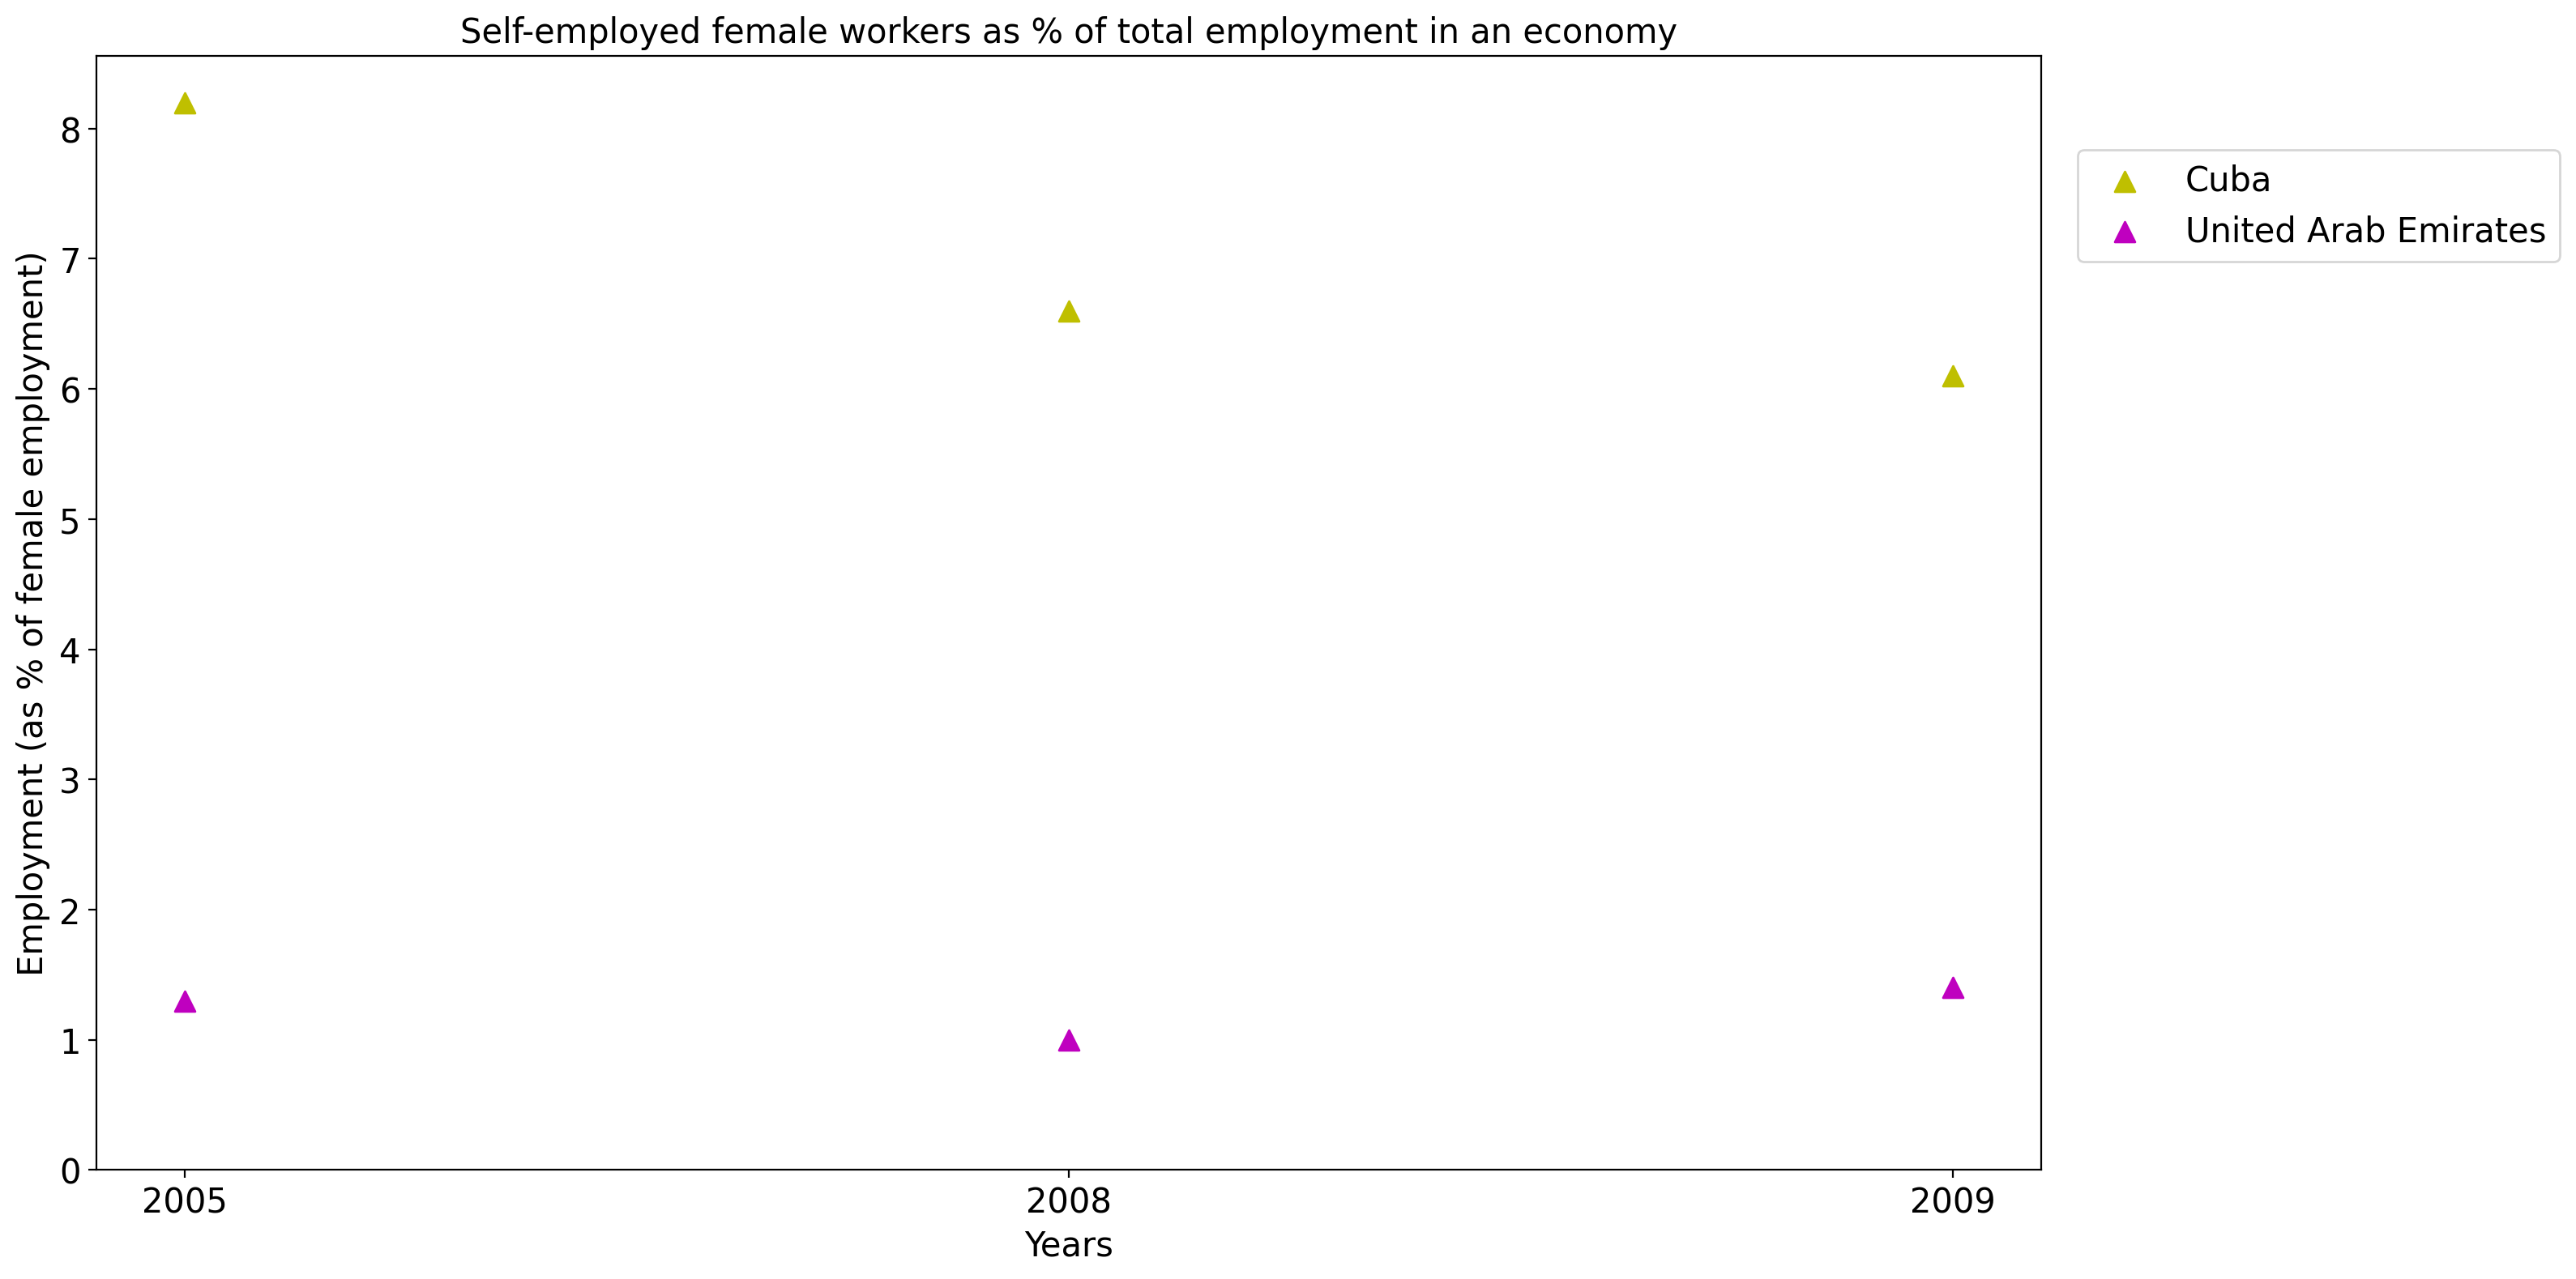 Self-employed female workers as % of total employment in an economy
Employment (as % of female employment)
8
7
6
5
4
3
2
1
0
2005 2008 2009
Years
Cuba
United Arab Emirates